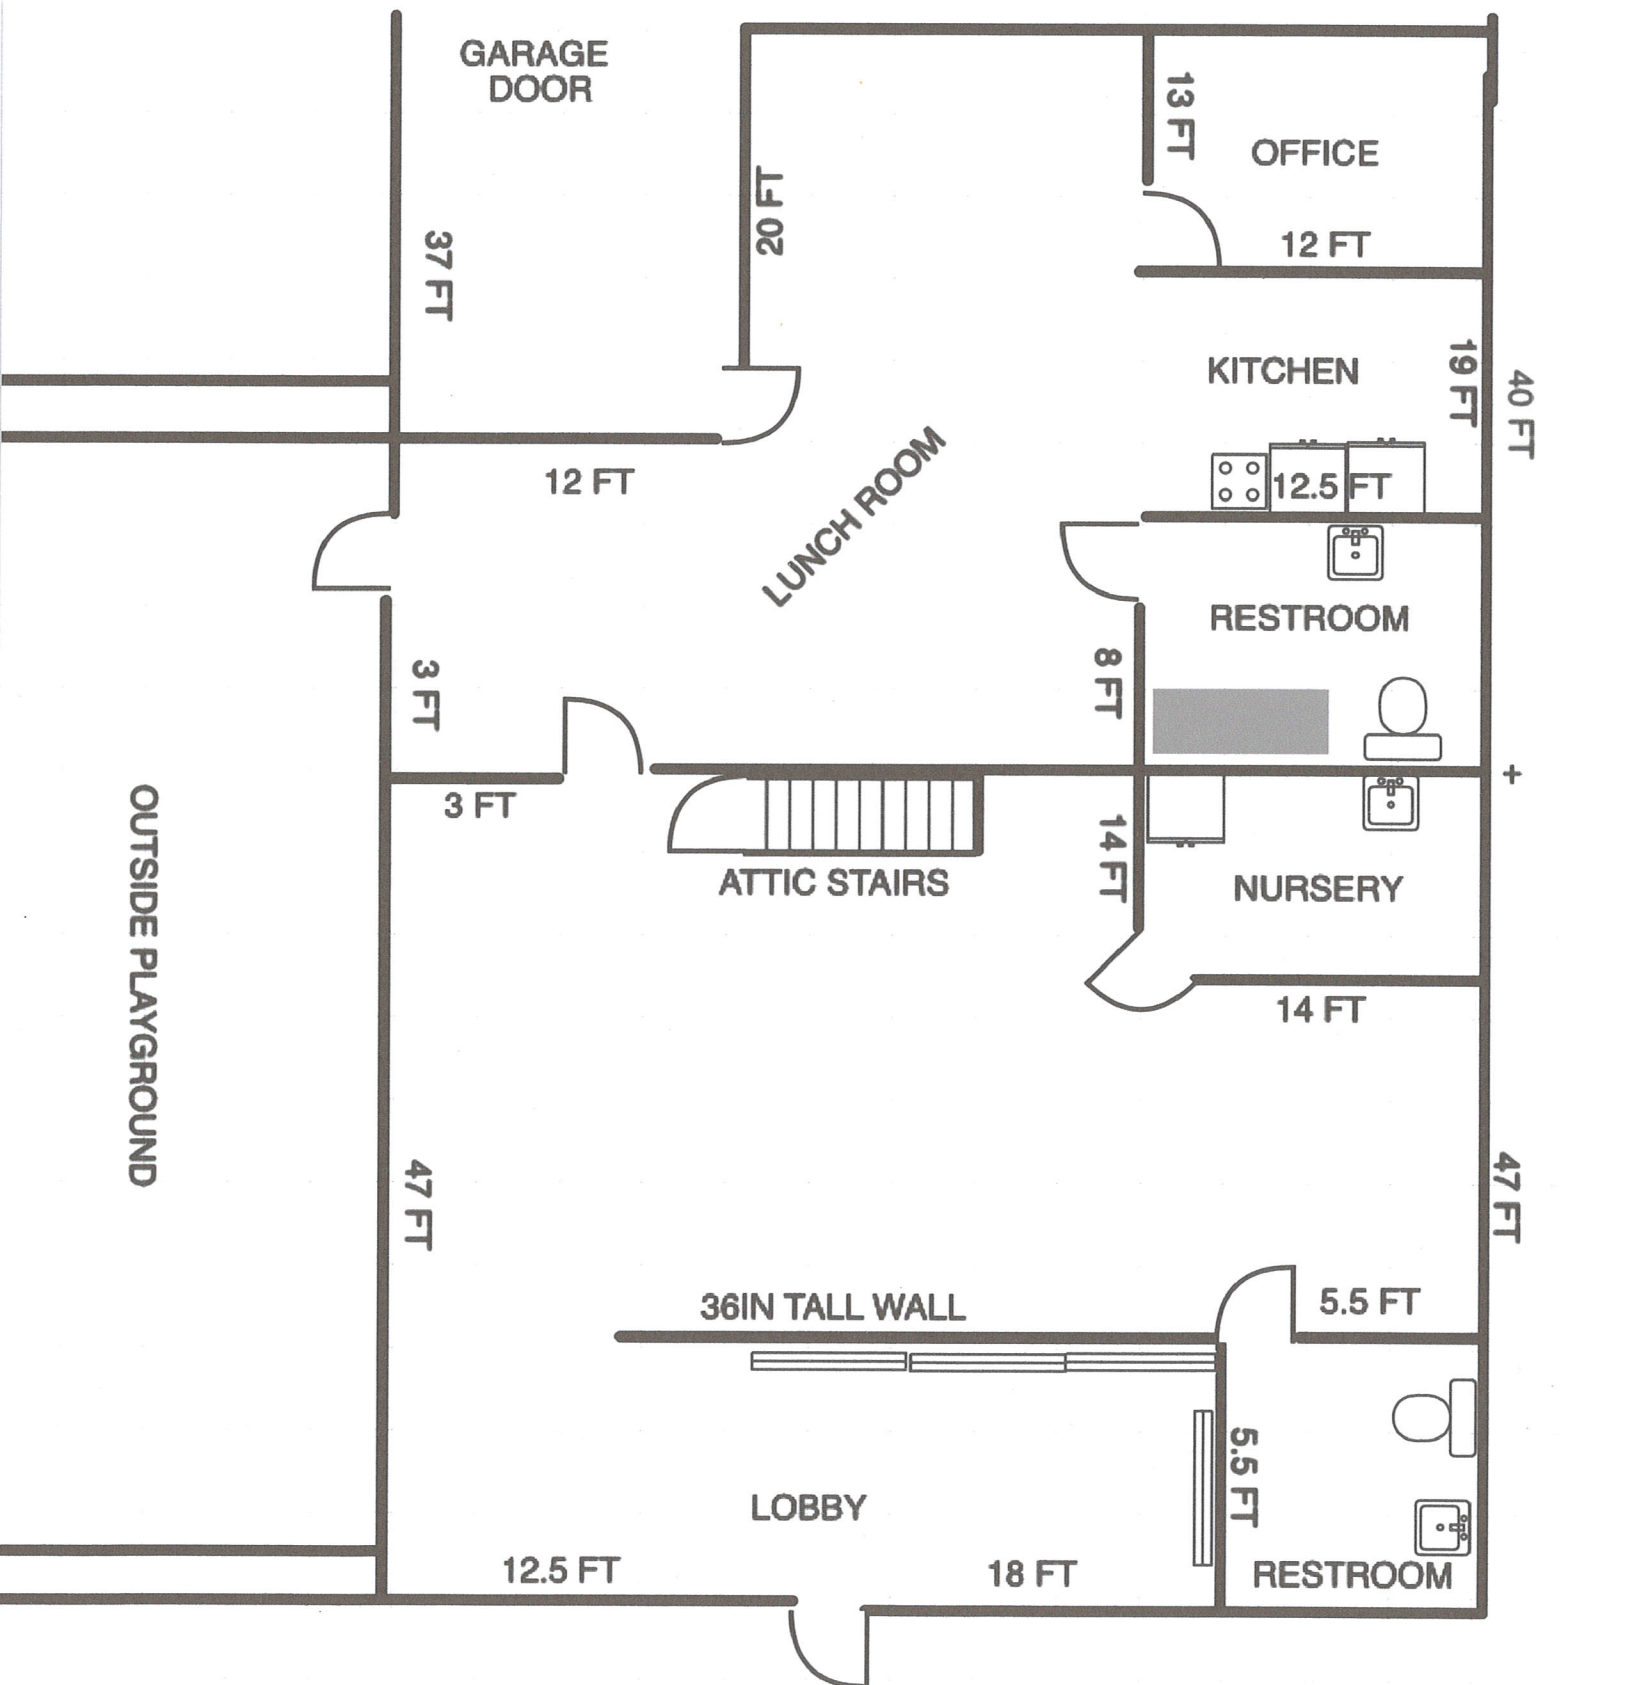 GARAGE
DOOR
13 FT
OFFICE
20 FT
12 FT
37 FT
KITCHEN
19 FT
40 FT
12 FT
12.5 FT
LUNCH ROOM
RESTROOM
3 FT
8 FT
3 FT
14 FT
ATTIC STAIRS
NURSERY
14 FT
OUTSIDE PLAYGROUND
47 FT
47 FT
36IN TALL WALL
5.5 FT
5.5 FT
LOBBY
12.5 FT
18 FT
RESTROOM